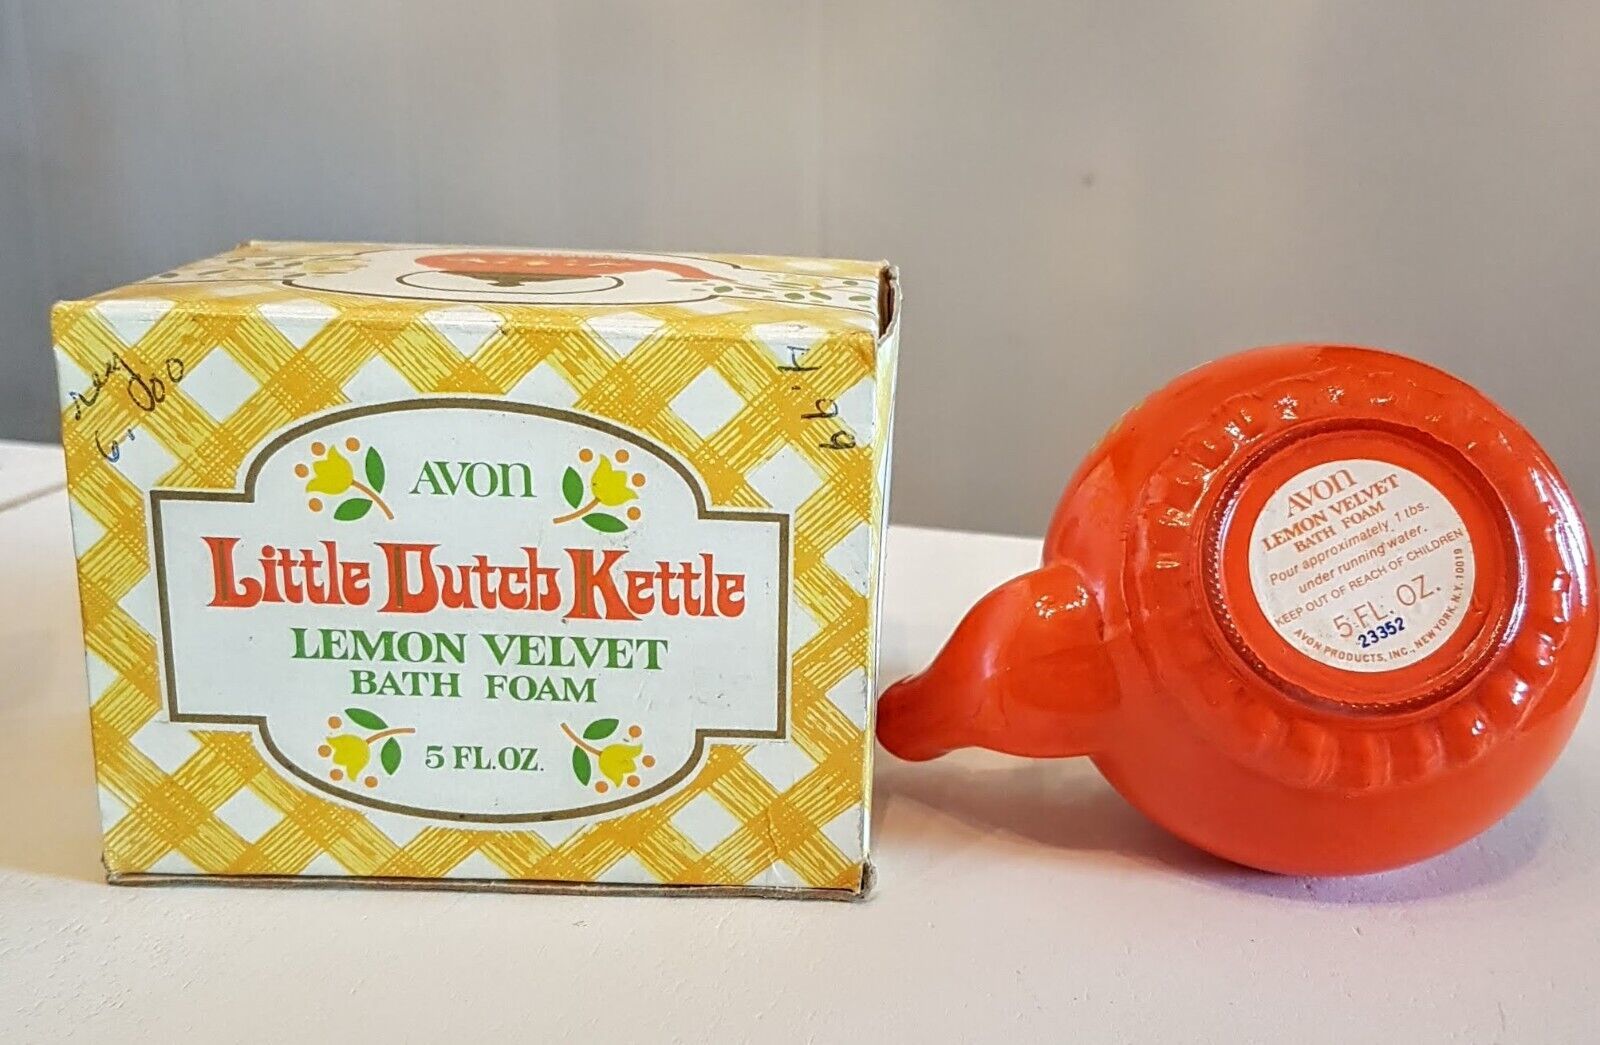 AVON
Little Dutch Kettle
LEMON VELVET
BATH FOAM
5 FL.OZ.
4.99
AVON
LEMON VELVET
BATH FOAM
Pour approximately 1 tbs.
under running water.
KEEP OUT OF REACH OF CHILDREN
5 FL. OZ.
23352
AVON PRODUCTS, INC., NEW YORK, N.Y. 10019